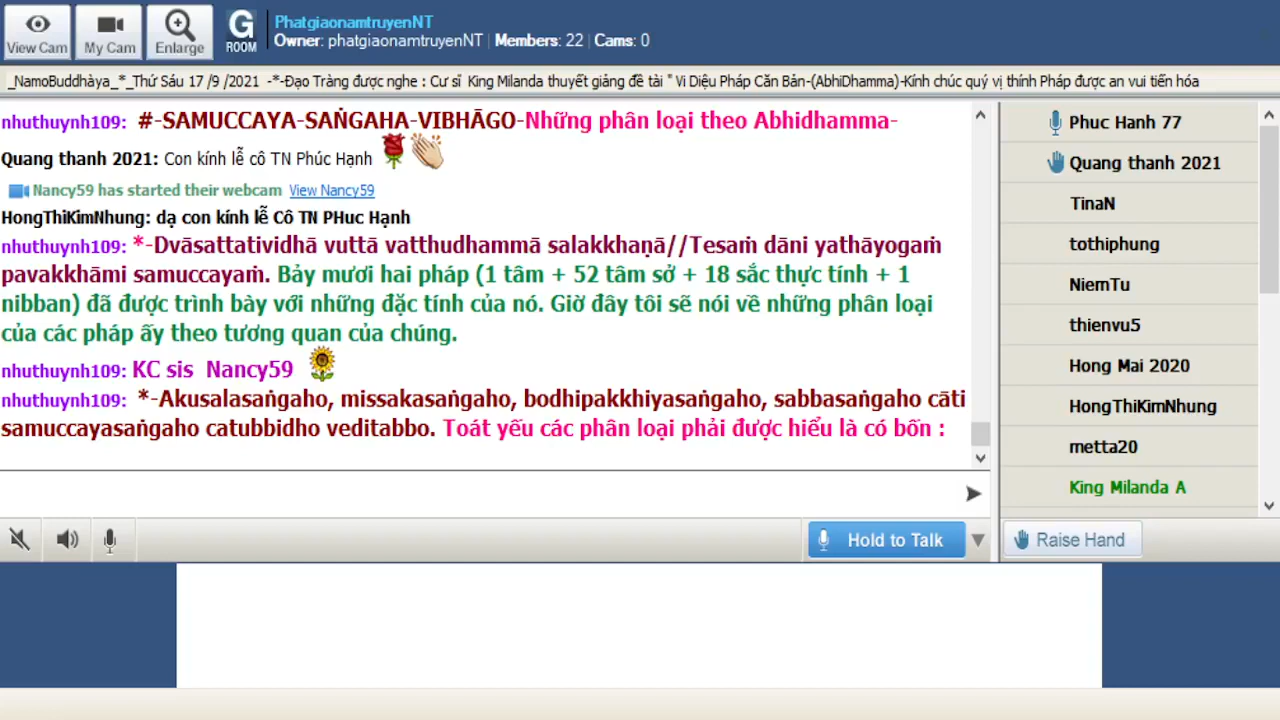 View Cam
My Cam
Enlarge
G
ROOM
PhatgiaonamtruyenNT
Owner: phatgiaonamtruyenNT | Members: 22 | Cams: 0
_NamoBuddhàya_*_Thứ Sáu 17 /9 /2021 -*-Đạo Tràng được nghe : Cư sĩ King Milanda thuyết giảng đề tài " Vi Diệu Pháp Căn Bản-(AbhiDhamma)-Kính chúc quý vị thính Pháp được an vui tiến hóa
nhuthuynh109: #-SAMUCCAYA-SAṄGAHA-VIBHĀGO-Những phân loại theo Abhidhamma-
Quang thanh 2021: Con kính lễ cô TN Phúc Hạnh
Nancy59 has started their webcam View Nancy59
HongThiKimNhung: dạ con kính lễ Cô TN PHuc Hạnh
nhuthuynh109: *-Dvāsattatividhā vuttā vatthudhammā salakkhaṇā//Tesaṁ dāni yathāyogaṁ
pavakkhāmi samuccayaṁ. Bảy mươi hai pháp (1 tâm + 52 tâm sở + 18 sắc thực tính + 1
nibban) đã được trình bày với những đặc tính của nó. Giờ đây tôi sẽ nói về những phân loại
của các pháp ấy theo tương quan của chúng.
nhuthuynh109: KC sis Nancy59
nhuthuynh109: *-Akusalasaṅgaho, missakasaṅgaho, bodhipakkhiyasaṅgaho, sabbasaṅgaho cāti
samuccayasaṅgaho catubbidho veditabbo. Toát yếu các phân loại phải được hiểu là có bốn :
Hold to Talk
Phuc Hanh 77
Quang thanh 2021
TinaN
tothiphung
NiemTu
thienvu5
Hong Mai 2020
HongThiKimNhung
metta20
King Milanda A
Raise Hand